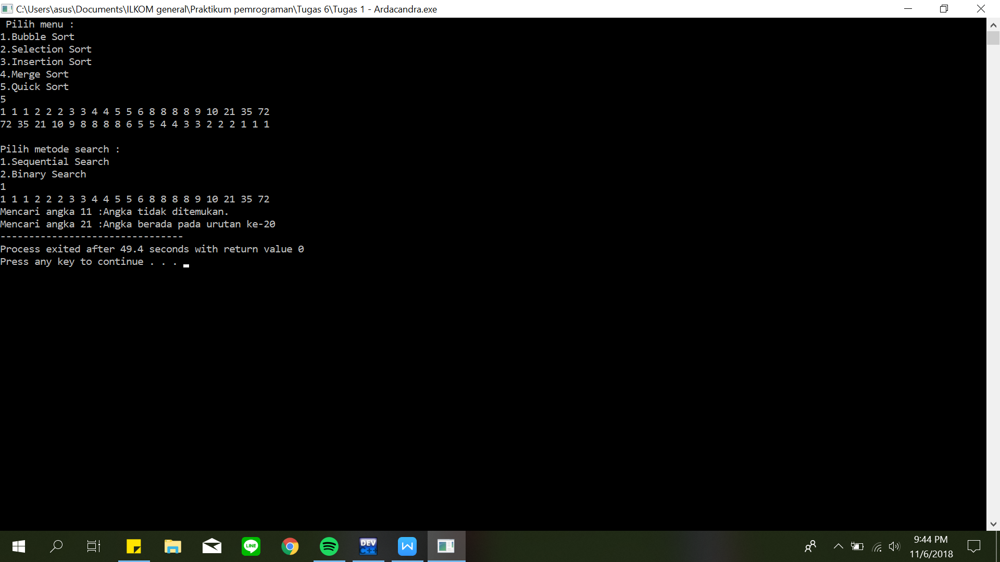 C:\Users\asus\Documents\ILKOM general\Praktikum pemrograman\Tugas 6\Tugas 1 - Ardacandra.exe
Pilih menu :
1.Bubble Sort
2.Selection Sort
3.Insertion Sort
4.Merge Sort
5.Quick Sort
5
1 1 1 2 2 2 3 3 4 4 5 5 6 8 8 8 8 9 10 21 35 72
72 35 21 10 9 8 8 8 8 6 5 5 4 4 3 3 2 2 2 1 1 1
Pilih metode search :
1.Sequential Search
2.Binary Search
1
1 1 1 2 2 2 3 3 4 4 5 5 6 8 8 8 8 9 10 21 35 72
Mencari angka 11 :Angka tidak ditemukan.
Mencari angka 21 :Angka berada pada urutan ke-20
--------------------------------
Process exited after 49.4 seconds with return value 0
Press any key to continue . . .
LINE
DEV
C++
W
9:44 PM
11/6/2018